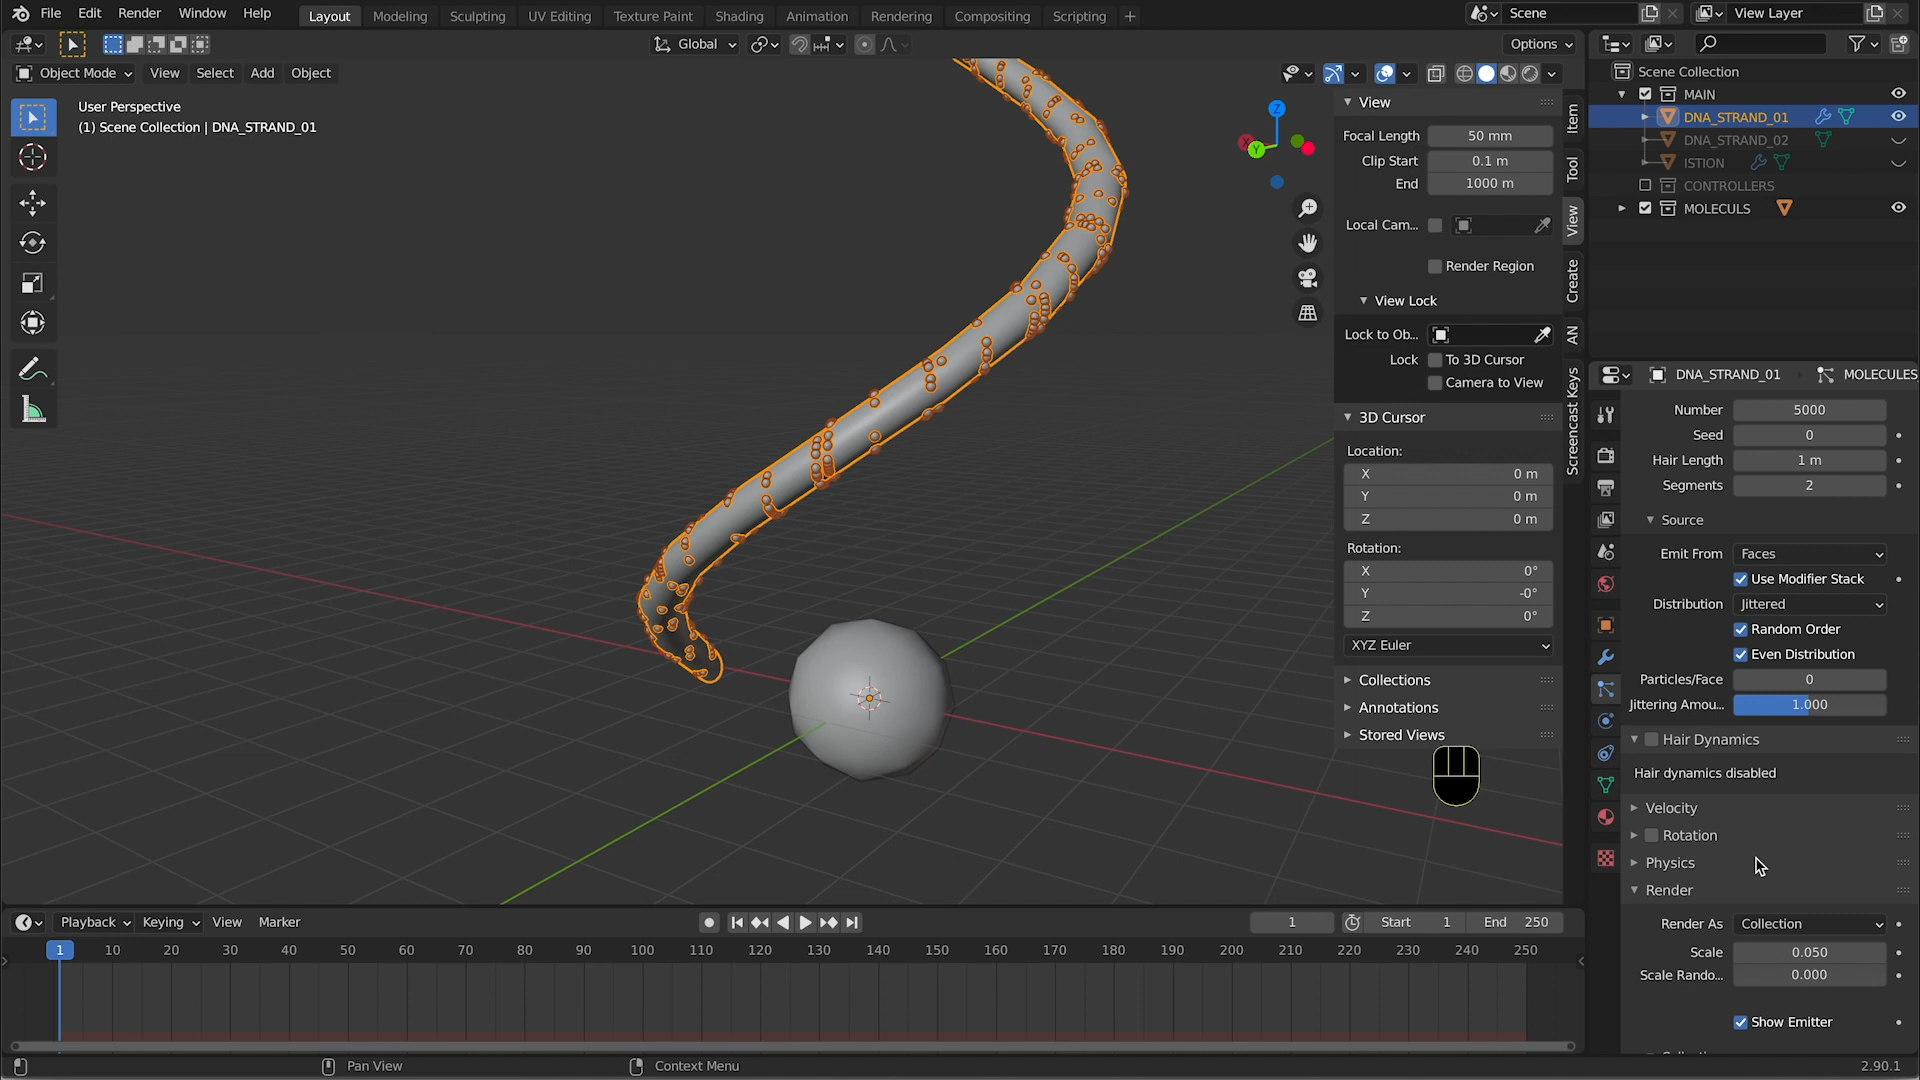 File Edit Render Window Help
Layout Modeling Sculpting UV Editing Texture Paint Shading Animation Rendering Compositing Scripting +
Scene
View Layer
Global
Options
Object Mode View Select Add Object
User Perspective
(1) Scene Collection | DNA_STRAND_01
X Y Z
View
Focal Length 50 mm
Clip Start 0.1 m
End 1000 m
Local Cam...
Render Region
View Lock
Lock to Ob...
Lock To 3D Cursor
Camera to View
3D Cursor
Location:
X 0 m
Y 0 m
Z 0 m
Rotation:
X 0°
Y -0°
Z 0°
XYZ Euler
Collections
Annotations
Stored Views
Item
Tool
View
Create
AN
Screencast Keys
Scene Collection
MAIN
DNA_STRAND_01
DNA_STRAND_02
ISTION
CONTROLLERS
MOLECULS
DNA_STRAND_01 MOLECULES
Number 5000
Seed 0
Hair Length 1 m
Segments 2
Source
Emit From Faces
Use Modifier Stack
Distribution Jittered
Random Order
Even Distribution
Particles/Face 0
Jittering Amou... 1.000
Hair Dynamics
Hair dynamics disabled
Velocity
Rotation
Physics
Render
Render As Collection
Scale 0.050
Scale Rando... 0.000
Show Emitter
Playback Keying View Marker
1 Start 1 End 250
1 10 20 30 40 50 60 70 80 90 100 110 120 130 140 150 160 170 180 190 200 210 220 230 240 250
Pan View
Context Menu
2.90.1